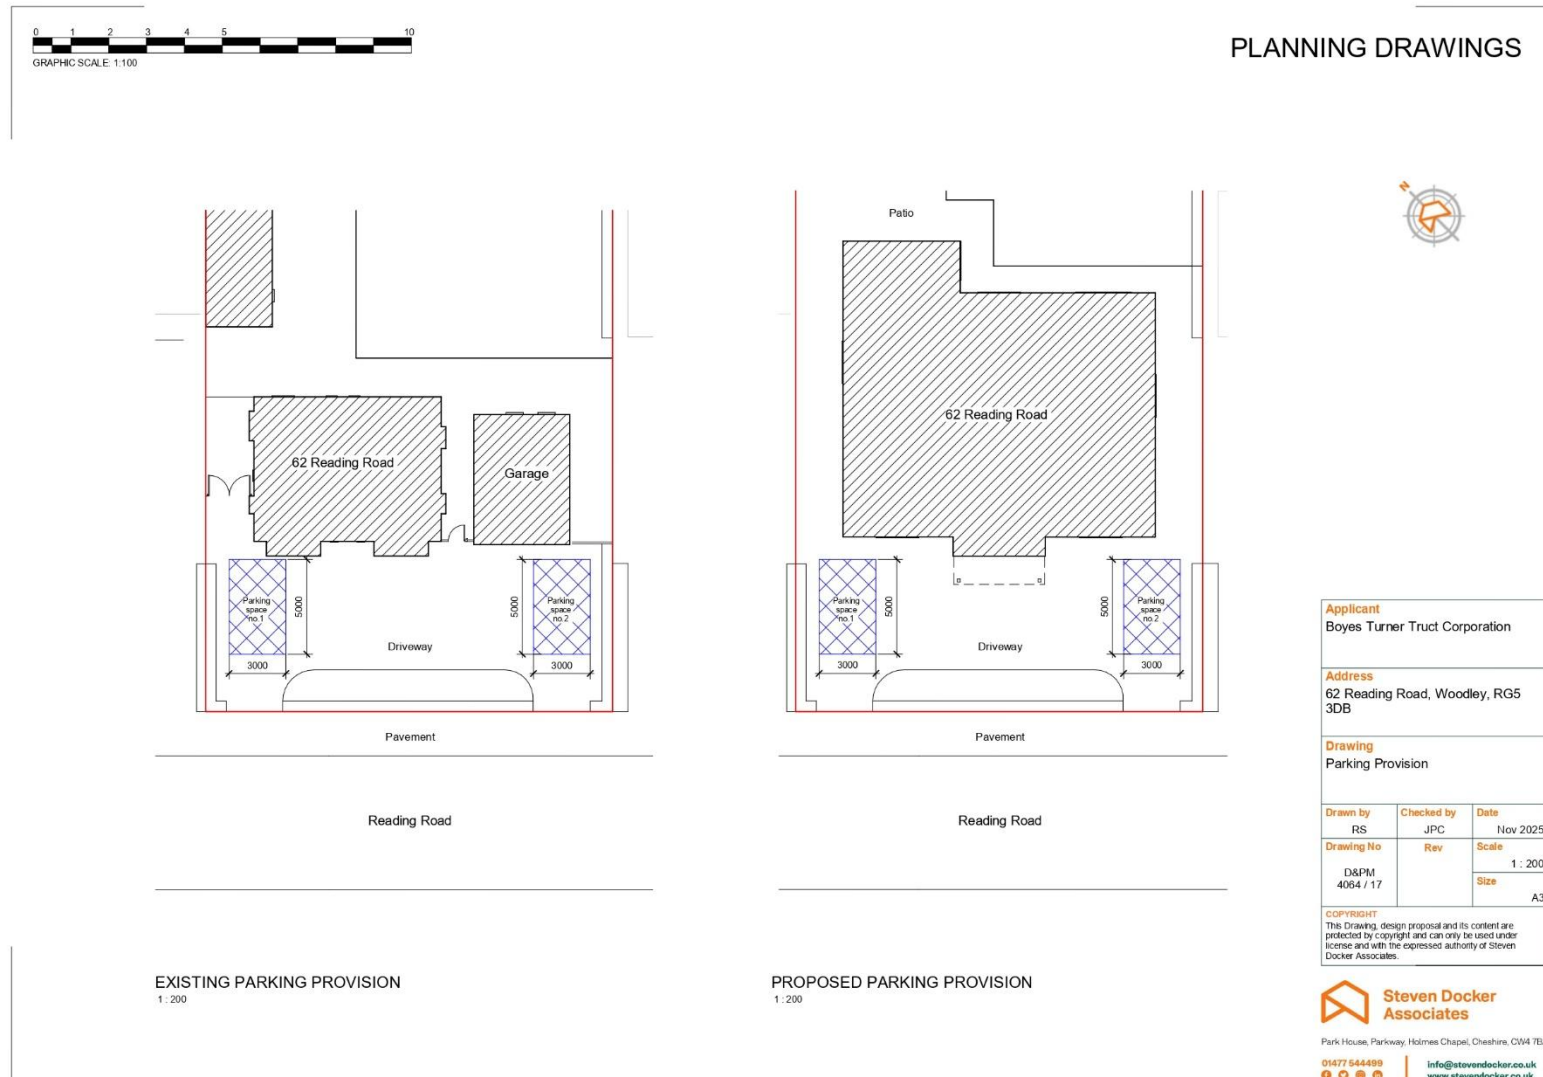 0 1 2 3 4 5 10
GRAPHIC SCALE: 1:100
PLANNING DRAWINGS
N
62 Reading Road
Garage
Parking
space
no.1
5000
3000
5000
Parking
space
no.2
3000
Driveway
Pavement
Reading Road
EXISTING PARKING PROVISION
1 : 200
Patio
62 Reading Road
Parking
space
no.1
5000
3000
5000
Parking
space
no.2
3000
Driveway
Pavement
Reading Road
PROPOSED PARKING PROVISION
1 : 200
Applicant
Boyes Turner Truct Corporation
Address
62 Reading Road, Woodley, RG5
3DB
Drawing
Parking Provision
Drawn by Checked by Date
RS JPC Nov 2025
Drawing No Rev Scale
1 : 200
D&PM
4064 / 17
Size
A3
COPYRIGHT
This Drawing, design proposal and its content are
protected by copyright and can only be used under
license and with the expressed authority of Steven
Docker Associates.
Steven Docker
Associates
Park House, Parkway, Holmes Chapel, Cheshire, CW4
01477 544499
info@stevendocker.co.uk
www.stevendocker.co.uk